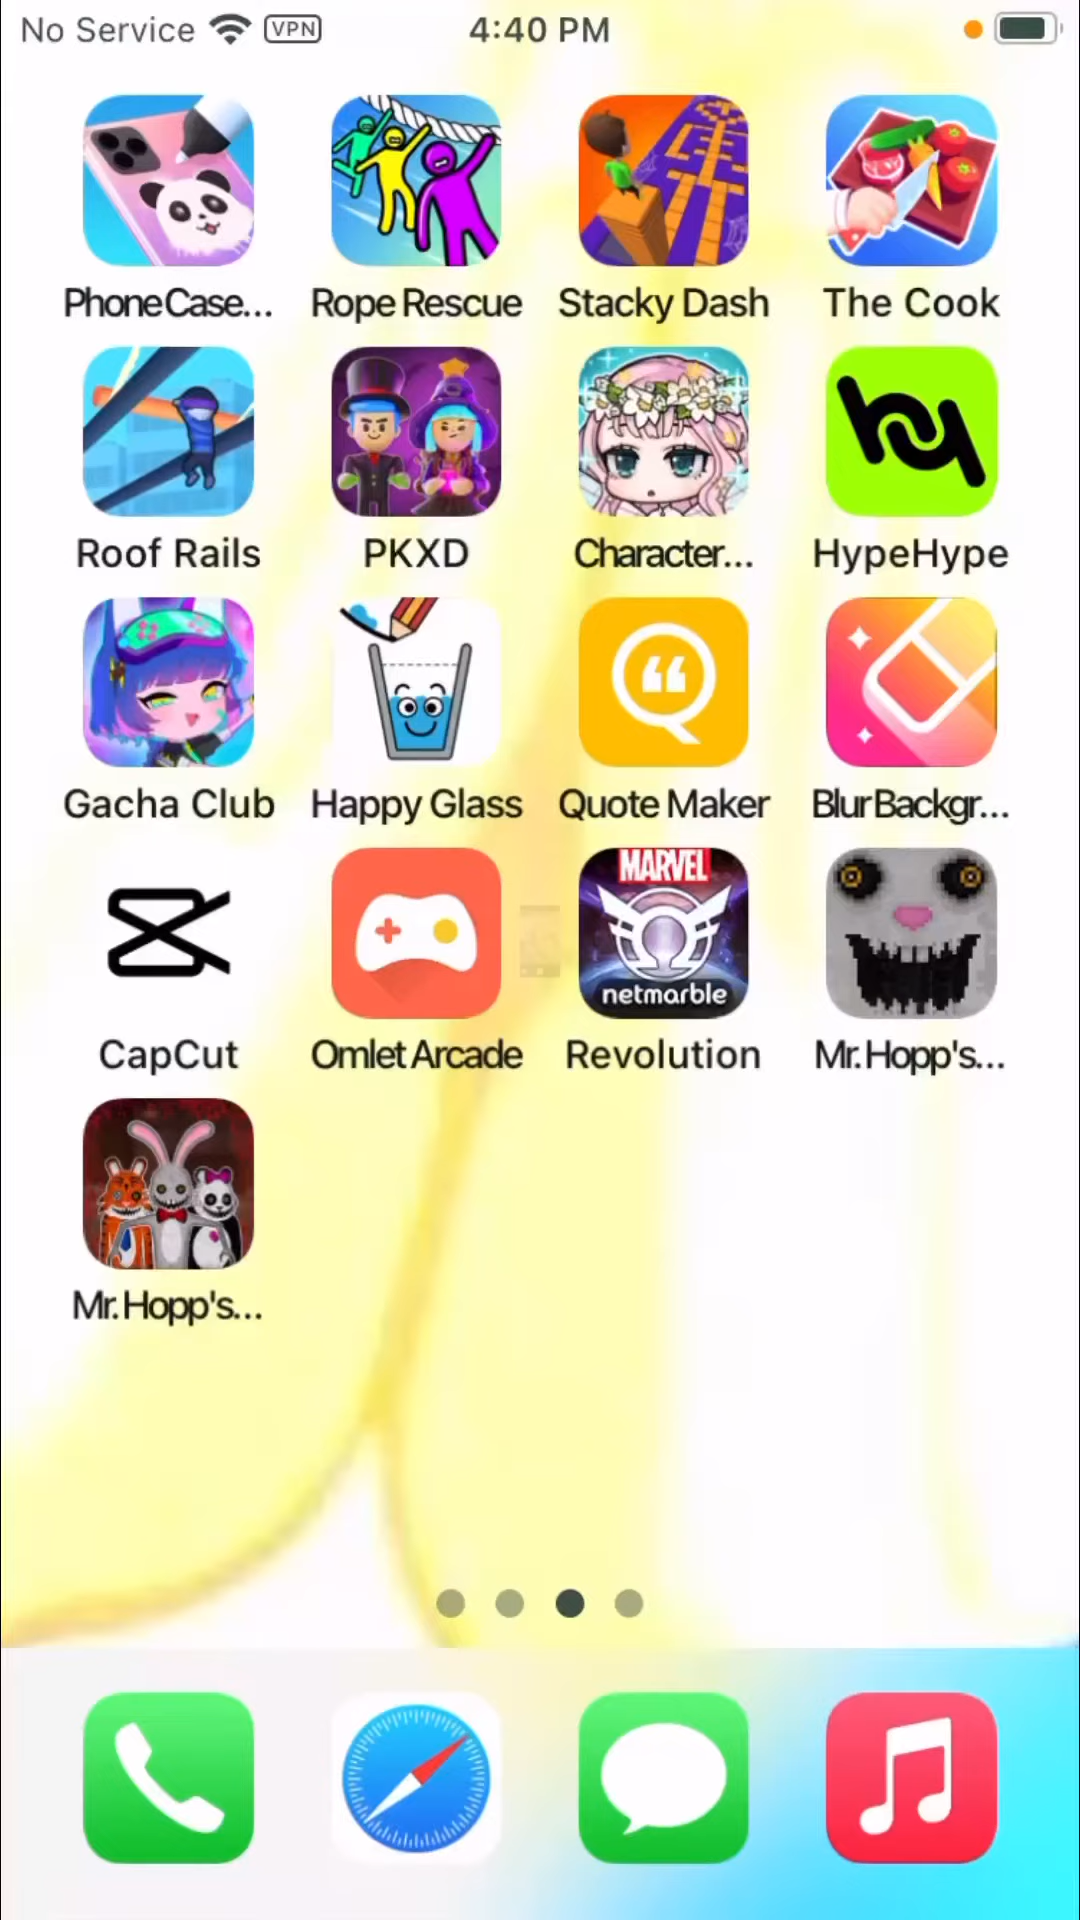 No Service VPN 4:40 PM
PhoneCase... Rope Rescue Stacky Dash The Cook
Roof Rails PKXD Character... HypeHype
Gacha Club Happy Glass Quote Maker BlurBackgr...
MARVEL
netmarble
CapCut Omlet Arcade Revolution Mr.Hopp's...
Mr.Hopp's...